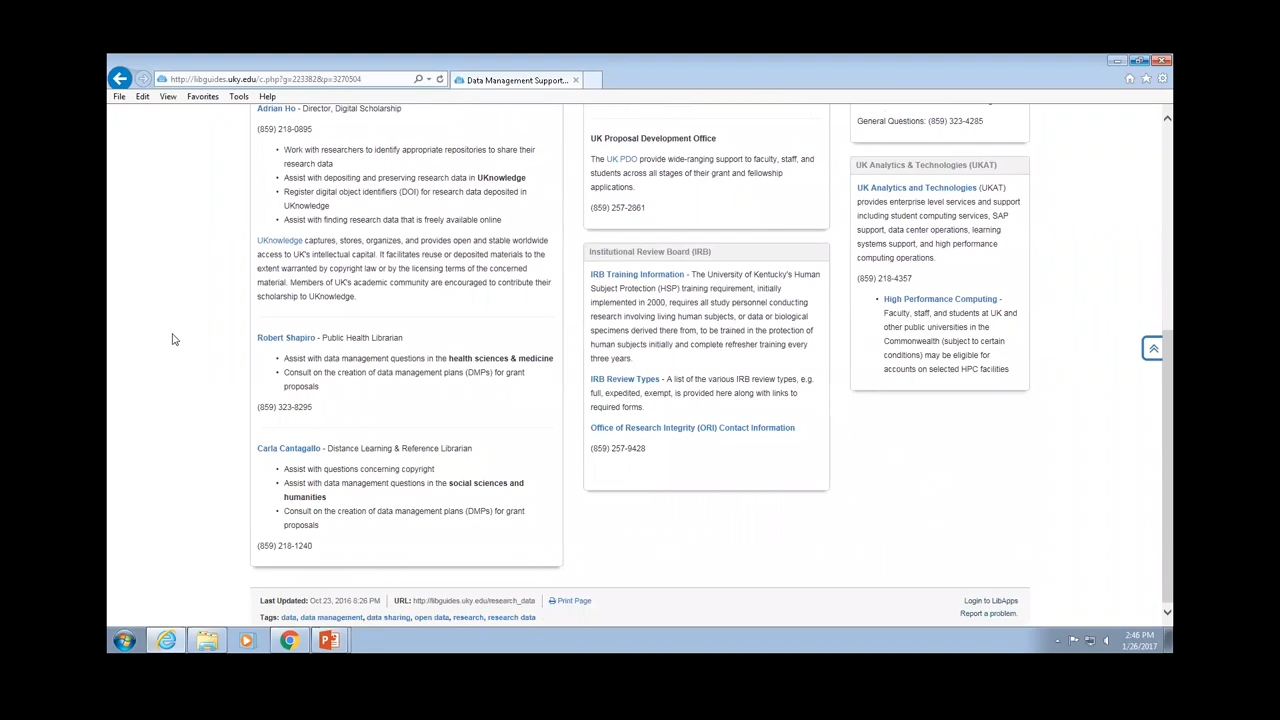 http://libguides.uky.edu/c.php?g=223382&p=3270504
Data Management Support...
File Edit View Favorites Tools Help
Adrian Ho - Director, Digital Scholarship
(859) 218-0895
• Work with researchers to identify appropriate repositories to share their
research data
• Assist with depositing and preserving research data in UKnowledge
• Register digital object identifiers (DOI) for research data deposited in
UKnowledge
• Assist with finding research data that is freely available online
UKnowledge captures, stores, organizes, and provides open and stable worldwide
access to UK's intellectual capital. It facilitates reuse or deposited materials to the
extent warranted by copyright law or by the licensing terms of the concerned
material. Members of UK's academic community are encouraged to contribute their
scholarship to UKnowledge.
Robert Shapiro - Public Health Librarian
• Assist with data management questions in the health sciences & medicine
• Consult on the creation of data management plans (DMPs) for grant
proposals
(859) 323-8295
Carla Cantagallo - Distance Learning & Reference Librarian
• Assist with questions concerning copyright
• Assist with data management questions in the social sciences and
humanities
• Consult on the creation of data management plans (DMPs) for grant
proposals
(859) 218-1240
UK Proposal Development Office
The UK PDO provide wide-ranging support to faculty, staff, and
students across all stages of their grant and fellowship
applications.
(859) 257-2861
Institutional Review Board (IRB)
IRB Training Information - The University of Kentucky's Human
Subject Protection (HSP) training requirement, initially
implemented in 2000, requires all study personnel conducting
research involving living human subjects, or data or biological
specimens derived there from, to be trained in the protection of
human subjects initially and complete refresher training every
three years.
IRB Review Types - A list of the various IRB review types, e.g.
full, expedited, exempt, is provided here along with links to
required forms.
Office of Research Integrity (ORI) Contact Information
(859) 257-9428
General Questions: (859) 323-4285
UK Analytics & Technologies (UKAT)
UK Analytics and Technologies (UKAT)
provides enterprise level services and support
including student computing services, SAP
support, data center operations, learning
systems support, and high performance
computing operations.
(859) 218-4357
• High Performance Computing -
Faculty, staff, and students at UK and
other public universities in the
Commonwealth (subject to certain
conditions) may be eligible for
accounts on selected HPC facilities
Last Updated: Oct 23, 2016 8:26 PM URL: http://libguides.uky.edu/research_data Print Page
Login to LibApps
Tags: data, data management, data sharing, open data, research, research data
Report a problem.
2:46 PM
1/26/2017